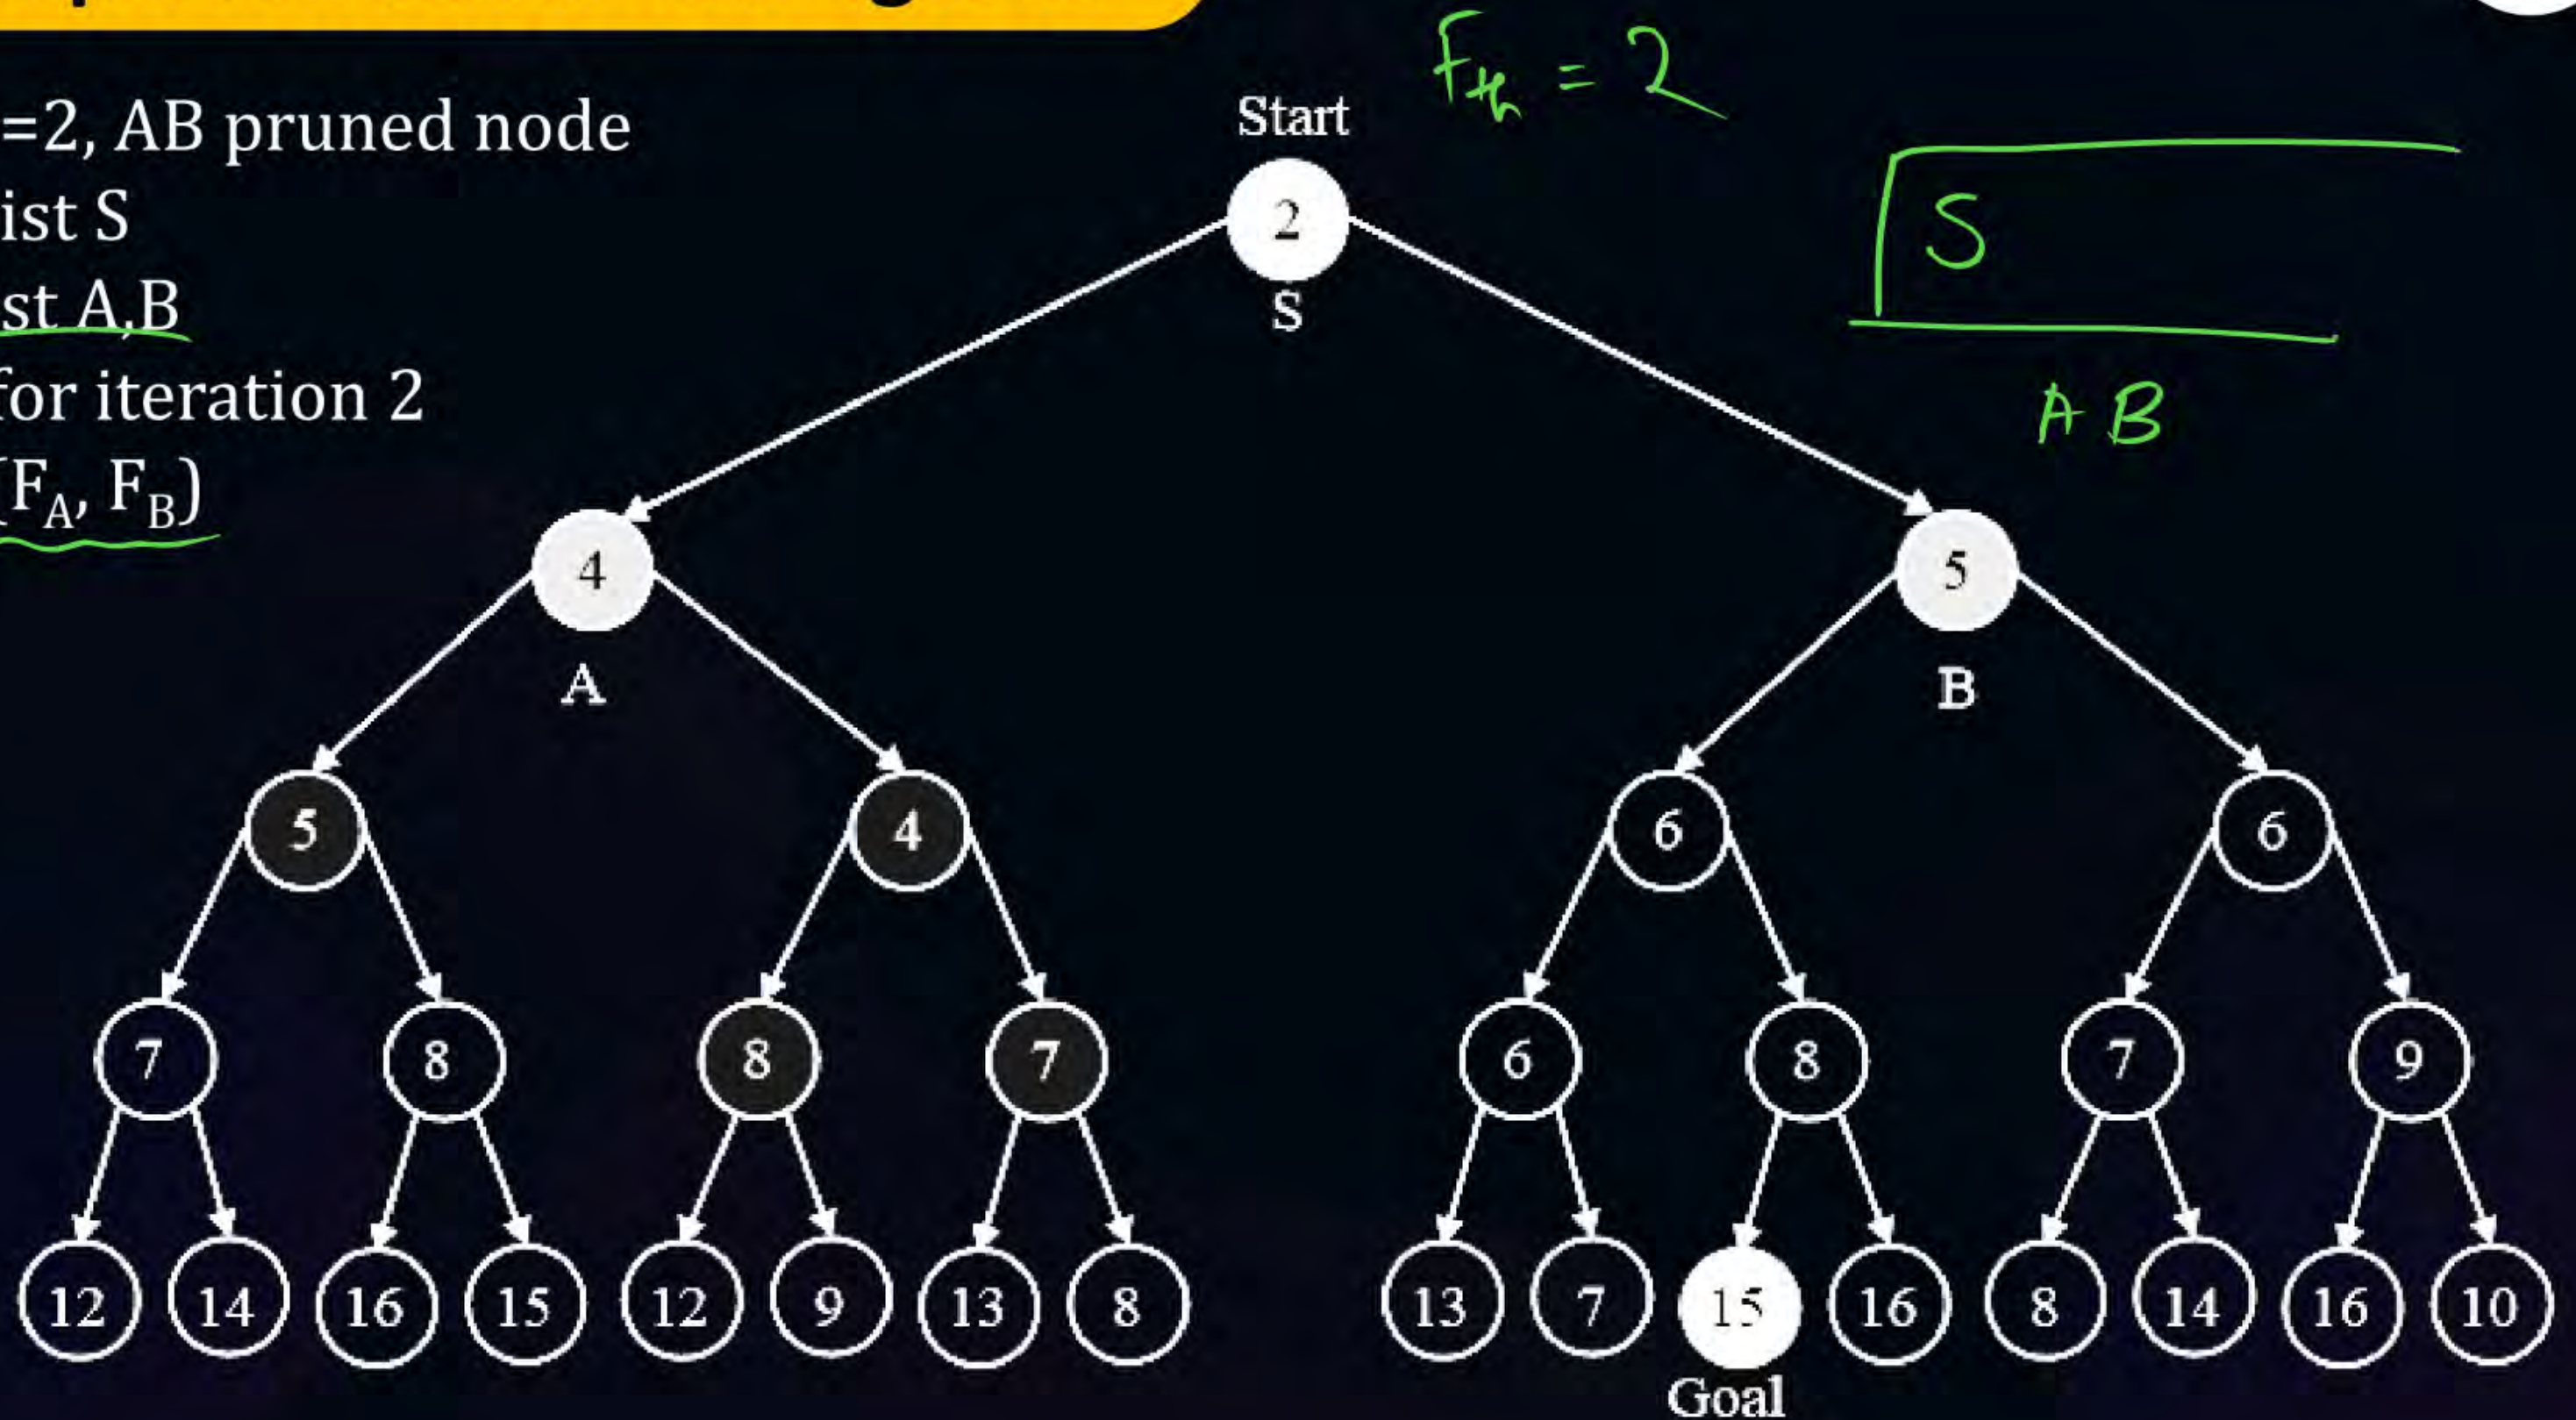 =2, AB pruned node
ist S
st A,B
for iteration 2
(F_A, F_B)
F_th = 2
Start
2
S
S
A B
4
5
A
B
5 4 6 6
7 8 8 7 6 8 7 9
12 14 16 15 12 9 13 8 13 7 15 16 8 14 16 10
Goal